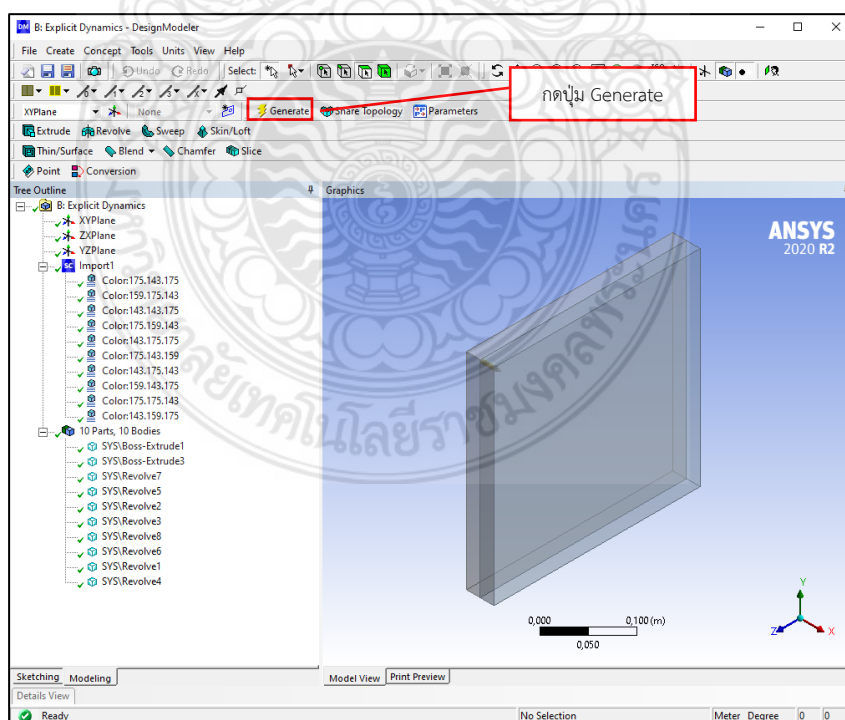 B: Explicit Dynamics - DesignModeler
File Create Concept Tools Units View Help
Undo Redo Select:
XYPlane None Generate Share Topology Parameters
กดปุ่ม Generate
Extrude Revolve Sweep Skin/Loft
Thin/Surface Blend Chamfer Slice
Point Conversion
Tree Outline
B: Explicit Dynamics
XYPlane
ZXPlane
YZPlane
Import1
Color:175.143.175
Color:159.175.143
Color:143.143.175
Color:175.159.143
Color:143.175.175
Color:175.143.159
Color:143.175.143
Color:159.143.175
Color:175.175.143
Color:143.159.175
10 Parts, 10 Bodies
SYS\Boss-Extrude1
SYS\Boss-Extrude3
SYS\Revolve7
SYS\Revolve5
SYS\Revolve2
SYS\Revolve3
SYS\Revolve8
SYS\Revolve6
SYS\Revolve1
SYS\Revolve4
Sketching Modeling
Details View
Ready
Graphics
ANSYS
2020 R2
0,000 0,100 (m)
0,050
Y
Z X
Model View Print Preview
No Selection Meter Degree 0 0